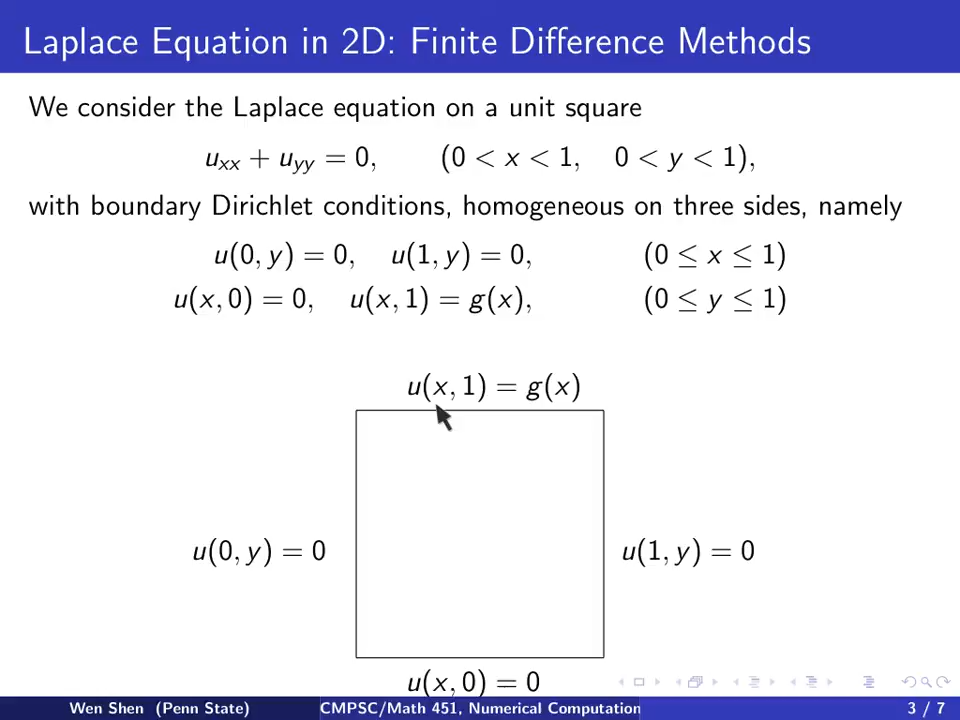 Laplace Equation in 2D: Finite Difference Methods
We consider the Laplace equation on a unit square
uₓₓ + u_yy = 0, (0 < x < 1, 0 < y < 1),
with boundary Dirichlet conditions, homogeneous on three sides, namely
u(0, y) = 0, u(1, y) = 0, (0 ≤ x ≤ 1)
u(x, 0) = 0, u(x, 1) = g(x), (0 ≤ y ≤ 1)
u(x, 1) = g(x)
u(0, y) = 0
u(1, y) = 0
u(x, 0) = 0
Wen Shen (Penn State)
CMPSC/Math 451, Numerical Computation
3 / 7